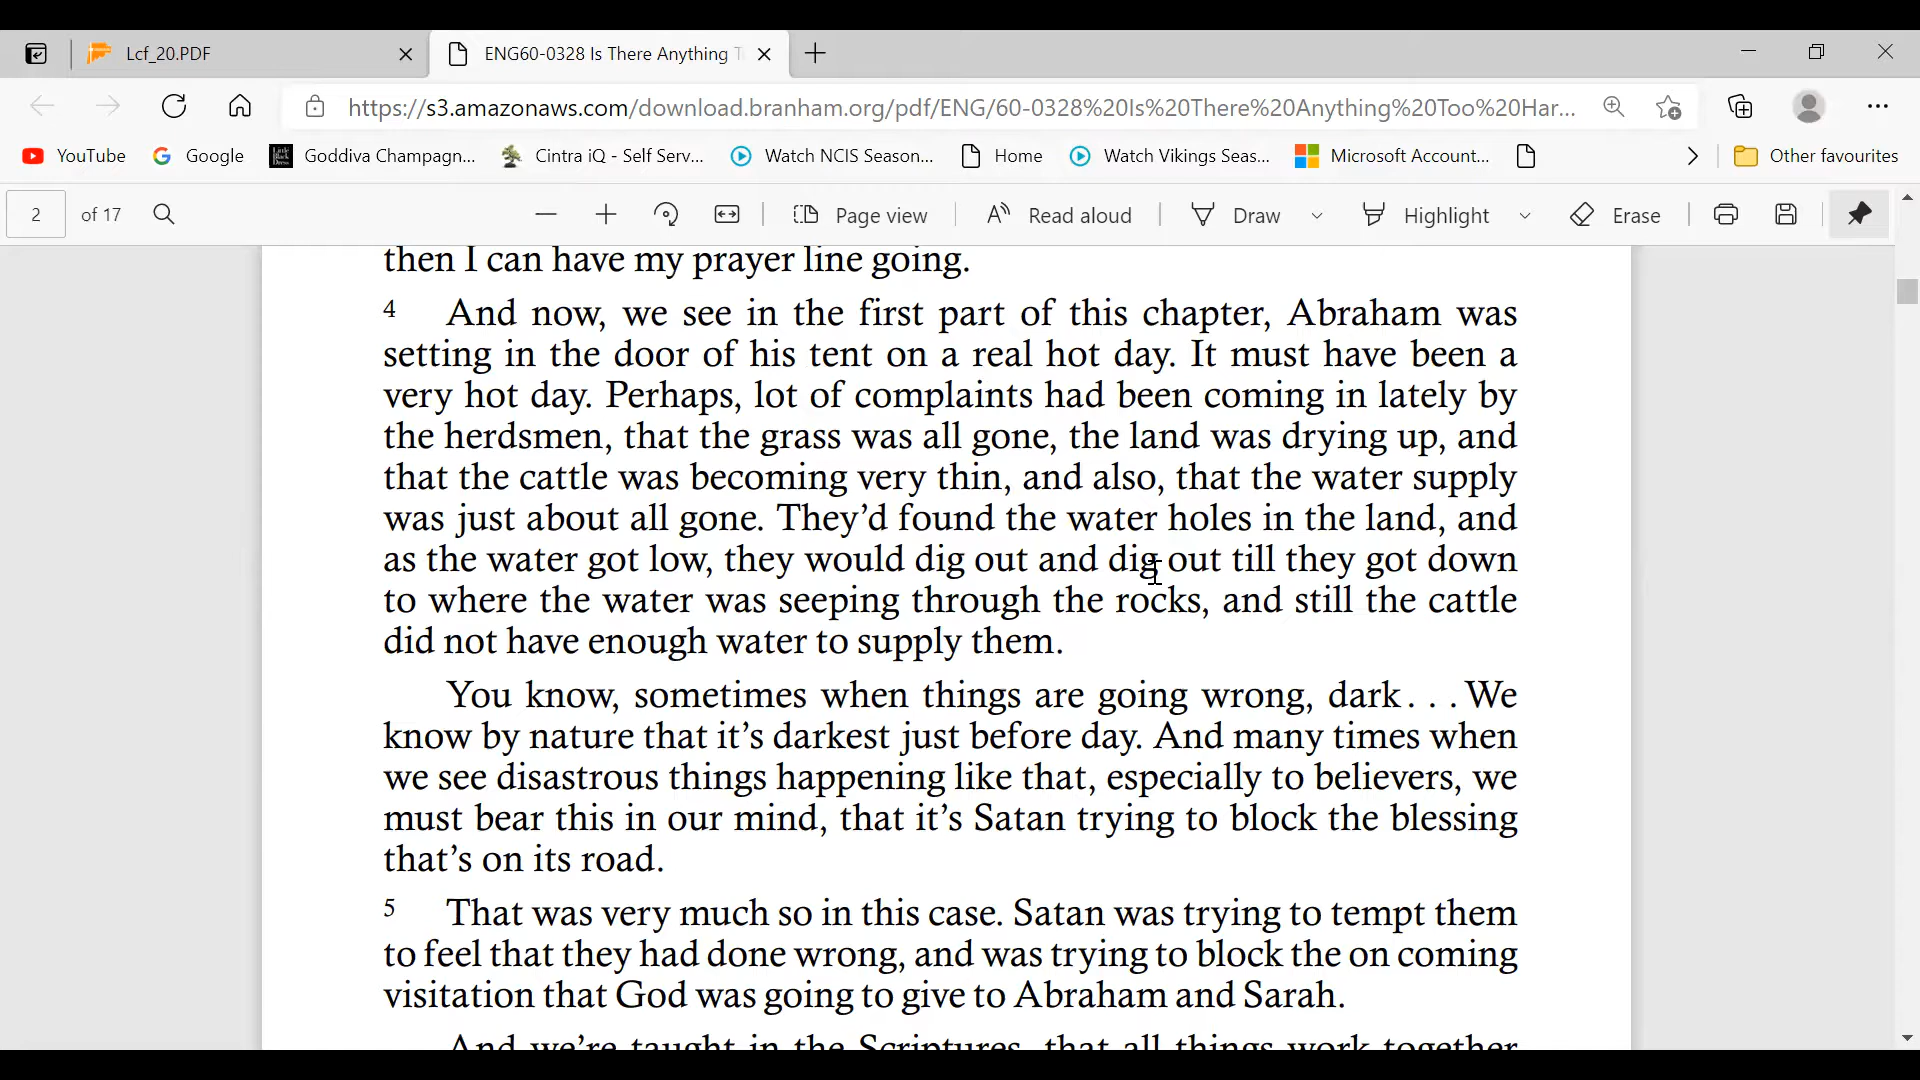 Lcf_20.PDF
ENG60-0328 Is There Anything T
https://s3.amazonaws.com/download.branham.org/pdf/ENG/60-0328%20Is%20There%20Anything%20Too%20Har...
YouTube Google Goddiva Champagn... Cintra iQ - Self Serv... Watch NCIS Season... Home Watch Vikings Seas... Microsoft Account... Other favourites
2 of 17 Page view Read aloud Draw Highlight Erase
then I can have my prayer line going.
4 And now, we see in the first part of this chapter, Abraham was
setting in the door of his tent on a real hot day. It must have been a
very hot day. Perhaps, lot of complaints had been coming in lately by
the herdsmen, that the grass was all gone, the land was drying up, and
that the cattle was becoming very thin, and also, that the water supply
was just about all gone. They’d found the water holes in the land, and
as the water got low, they would dig out and dig out till they got down
to where the water was seeping through the rocks, and still the cattle
did not have enough water to supply them.
You know, sometimes when things are going wrong, dark. . . We
know by nature that it’s darkest just before day. And many times when
we see disastrous things happening like that, especially to believers, we
must bear this in our mind, that it’s Satan trying to block the blessing
that’s on its road.
5 That was very much so in this case. Satan was trying to tempt them
to feel that they had done wrong, and was trying to block the on coming
visitation that God was going to give to Abraham and Sarah.
And we’re taught in the Scriptures, that all things work together